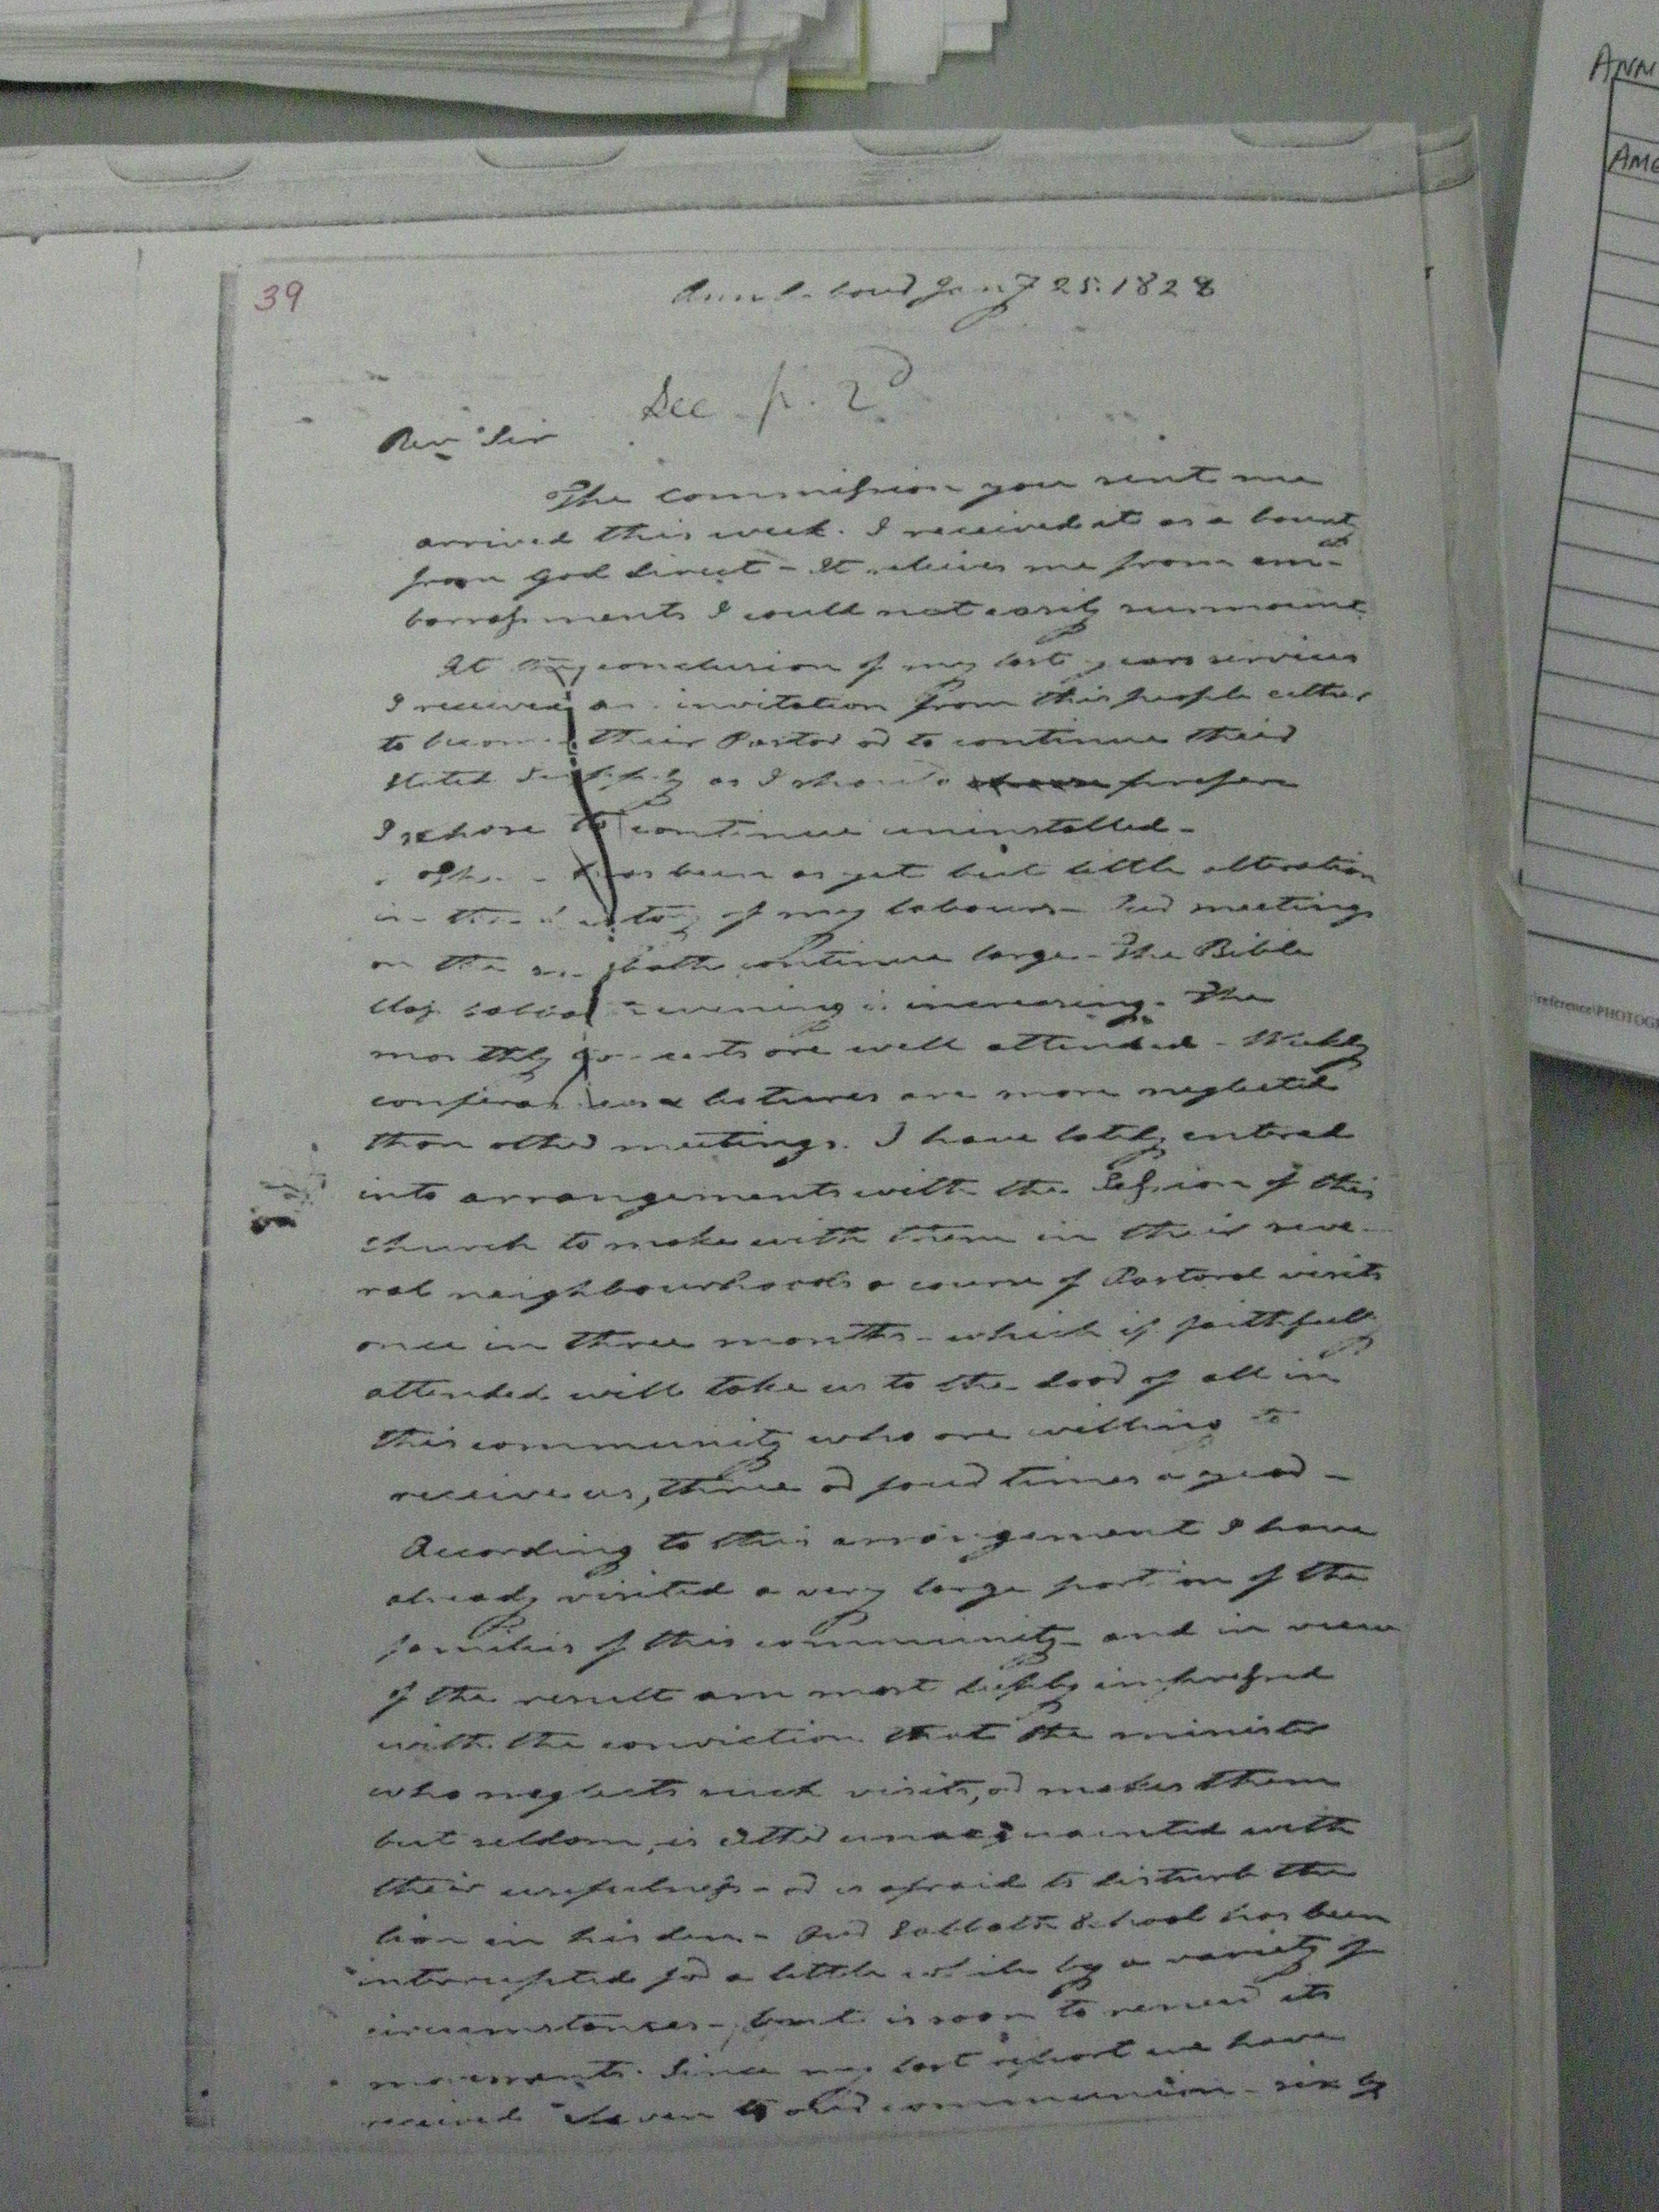 ANN
AMO
reference\PHOTOG
39
Jany 25. 1828
See p. 2d
Revd Sir
The commission you sent me
arrived this week. I received it as a bounty
from God direct - It relieves me from em-
barrassments I could not easily surmount
At the conclusion of my last years services
I received an invitation from this people either
to become their Pastor or to continue their
Stated Supply as I should prefer
I chose to continue uninstalled -
There has been as yet but little alteration
in the history of my labours - Our meetings
on the sabbath continue large - The Bible
class sabbath evening is increasing. The
monthly concerts are well attended - Weekly
conferences & lectures are more neglected
than other meetings. I have lately entered
into arrangements with the Session of this
church to make with them in their seve-
ral neighbourhoods a course of Pastoral visits
once in three months - which if faithfully
attended will take us to the door of all in
this community who are willing to
receive us, three or four times a year -
According to this arrangement I have
already visited a very large portion of the
families of this community - and in view
of the result am most deeply impressed
with the conviction that the minister
who neglects such visits, or makes them
but seldom, is either unacquainted with
their usefulness - or is afraid to disturb the
lion in his den - Our Sabbath School has been
interrupted for a little while by a variety of
circumstances - but is soon to renew its
movements. Since my last report we have
received eleven to our communion - six by